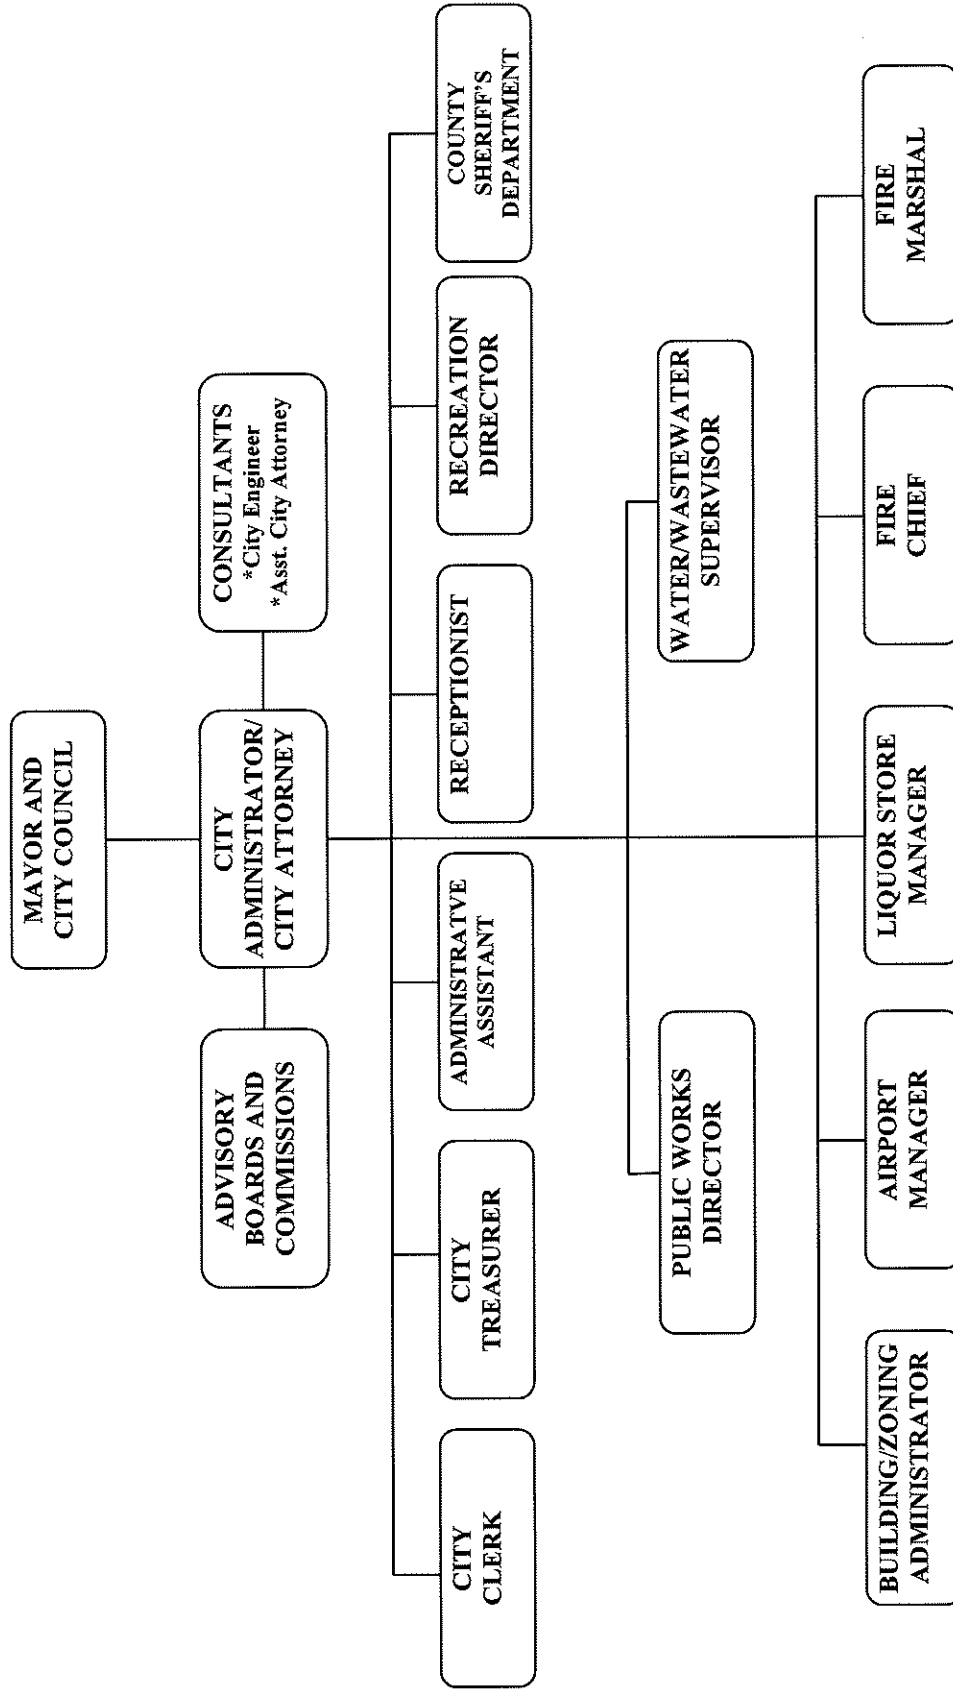 MAYOR AND
CITY COUNCIL
ADVISORY
BOARDS AND
COMMISSIONS
CITY
ADMINISTRATOR/
CITY ATTORNEY
CONSULTANTS
*City Engineer
*Asst. City Attorney
CITY
CLERK
CITY
TREASURER
ADMINISTRATVE
ASSISTANT
RECEPTIONIST
RECREATION
DIRECTOR
COUNTY
SHERIFF'S
DEPARTMENT
PUBLIC WORKS
DIRECTOR
WATER/WASTEWATER
SUPERVISOR
BUILDING/ZONING
ADMINISTRATOR
AIRPORT
MANAGER
LIQUOR STORE
MANAGER
FIRE
CHIEF
FIRE
MARSHAL